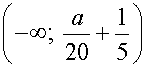 (-∞; a/20 + 1/5)